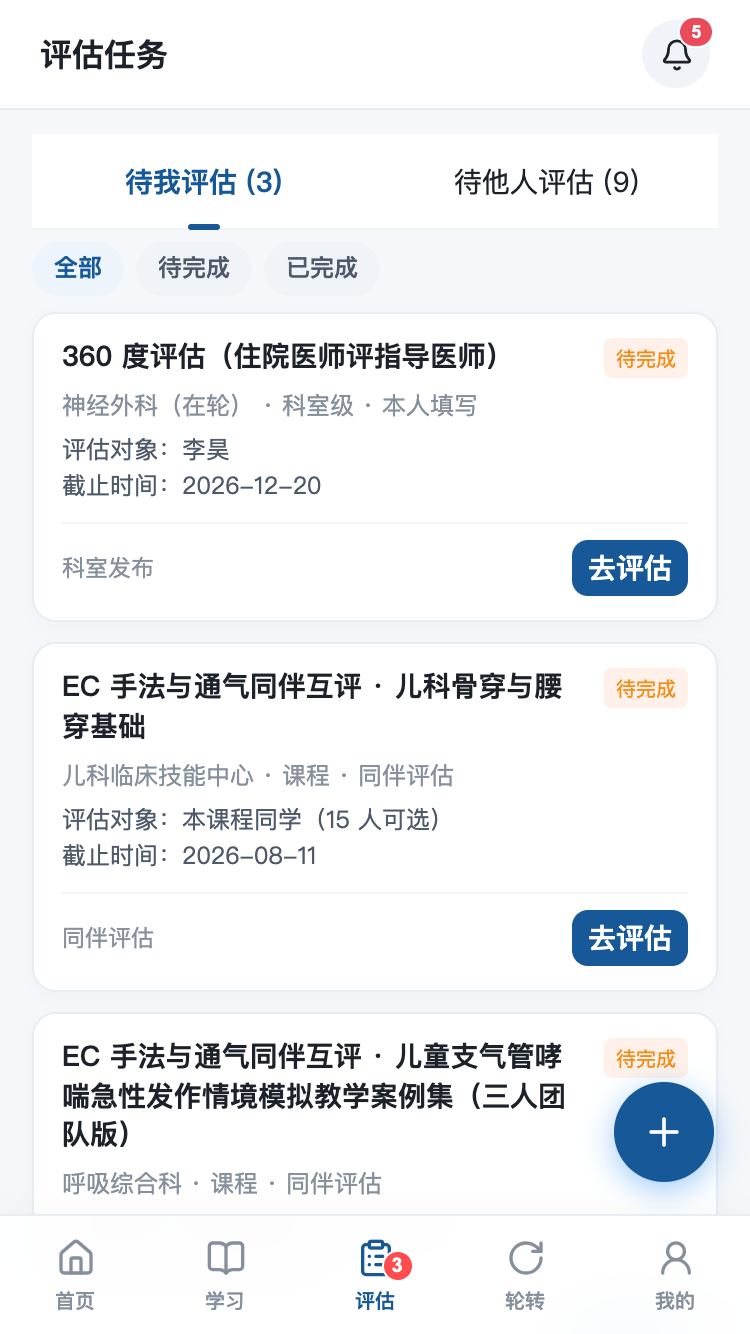 评估任务
5
待我评估 (3)
待他人评估 (9)
全部
待完成
已完成
360 度评估（住院医师评指导医师）
待完成
神经外科（在轮） · 科室级 · 本人填写
评估对象：李昊
截止时间：2026-12-20
科室发布
去评估
EC 手法与通气同伴互评 · 儿科骨穿与腰
穿基础
待完成
儿科临床技能中心 · 课程 · 同伴评估
评估对象：本课程同学（15 人可选）
截止时间：2026-08-11
同伴评估
去评估
EC 手法与通气同伴互评 · 儿童支气管哮
喘急性发作情境模拟教学案例集（三人团
队版）
待完成
呼吸综合科 · 课程 · 同伴评估
首页
学习
3
评估
轮转
我的